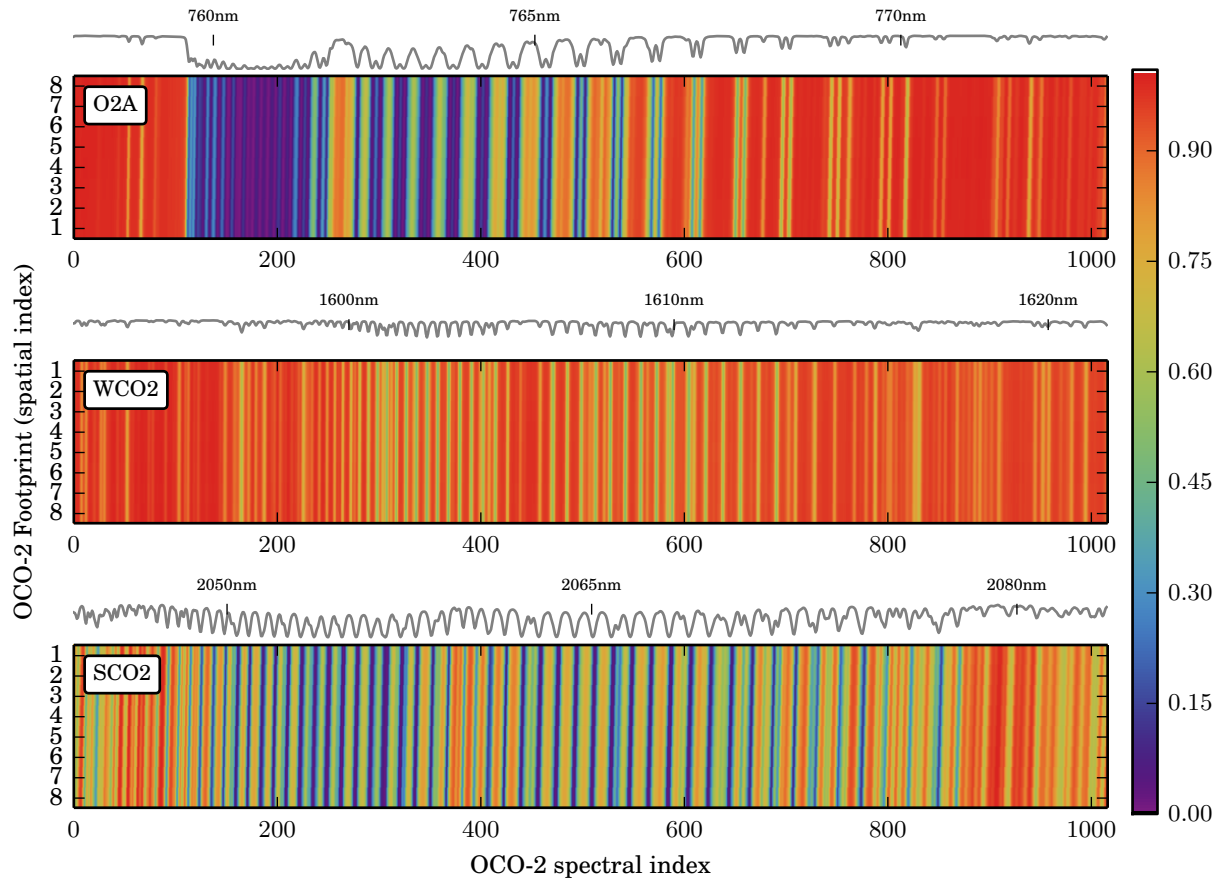 760nm 765nm 770nm
O2A
8
7
6
5
4
3
2
1
0 200 400 600 800 1000
1600nm 1610nm 1620nm
WCO2
1
2
3
4
5
6
7
8
0 200 400 600 800 1000
2050nm 2065nm 2080nm
SCO2
1
2
3
4
5
6
7
8
0 200 400 600 800 1000
OCO-2 spectral index
OCO-2 Footprint (spatial index)
0.90
0.75
0.60
0.45
0.30
0.15
0.00